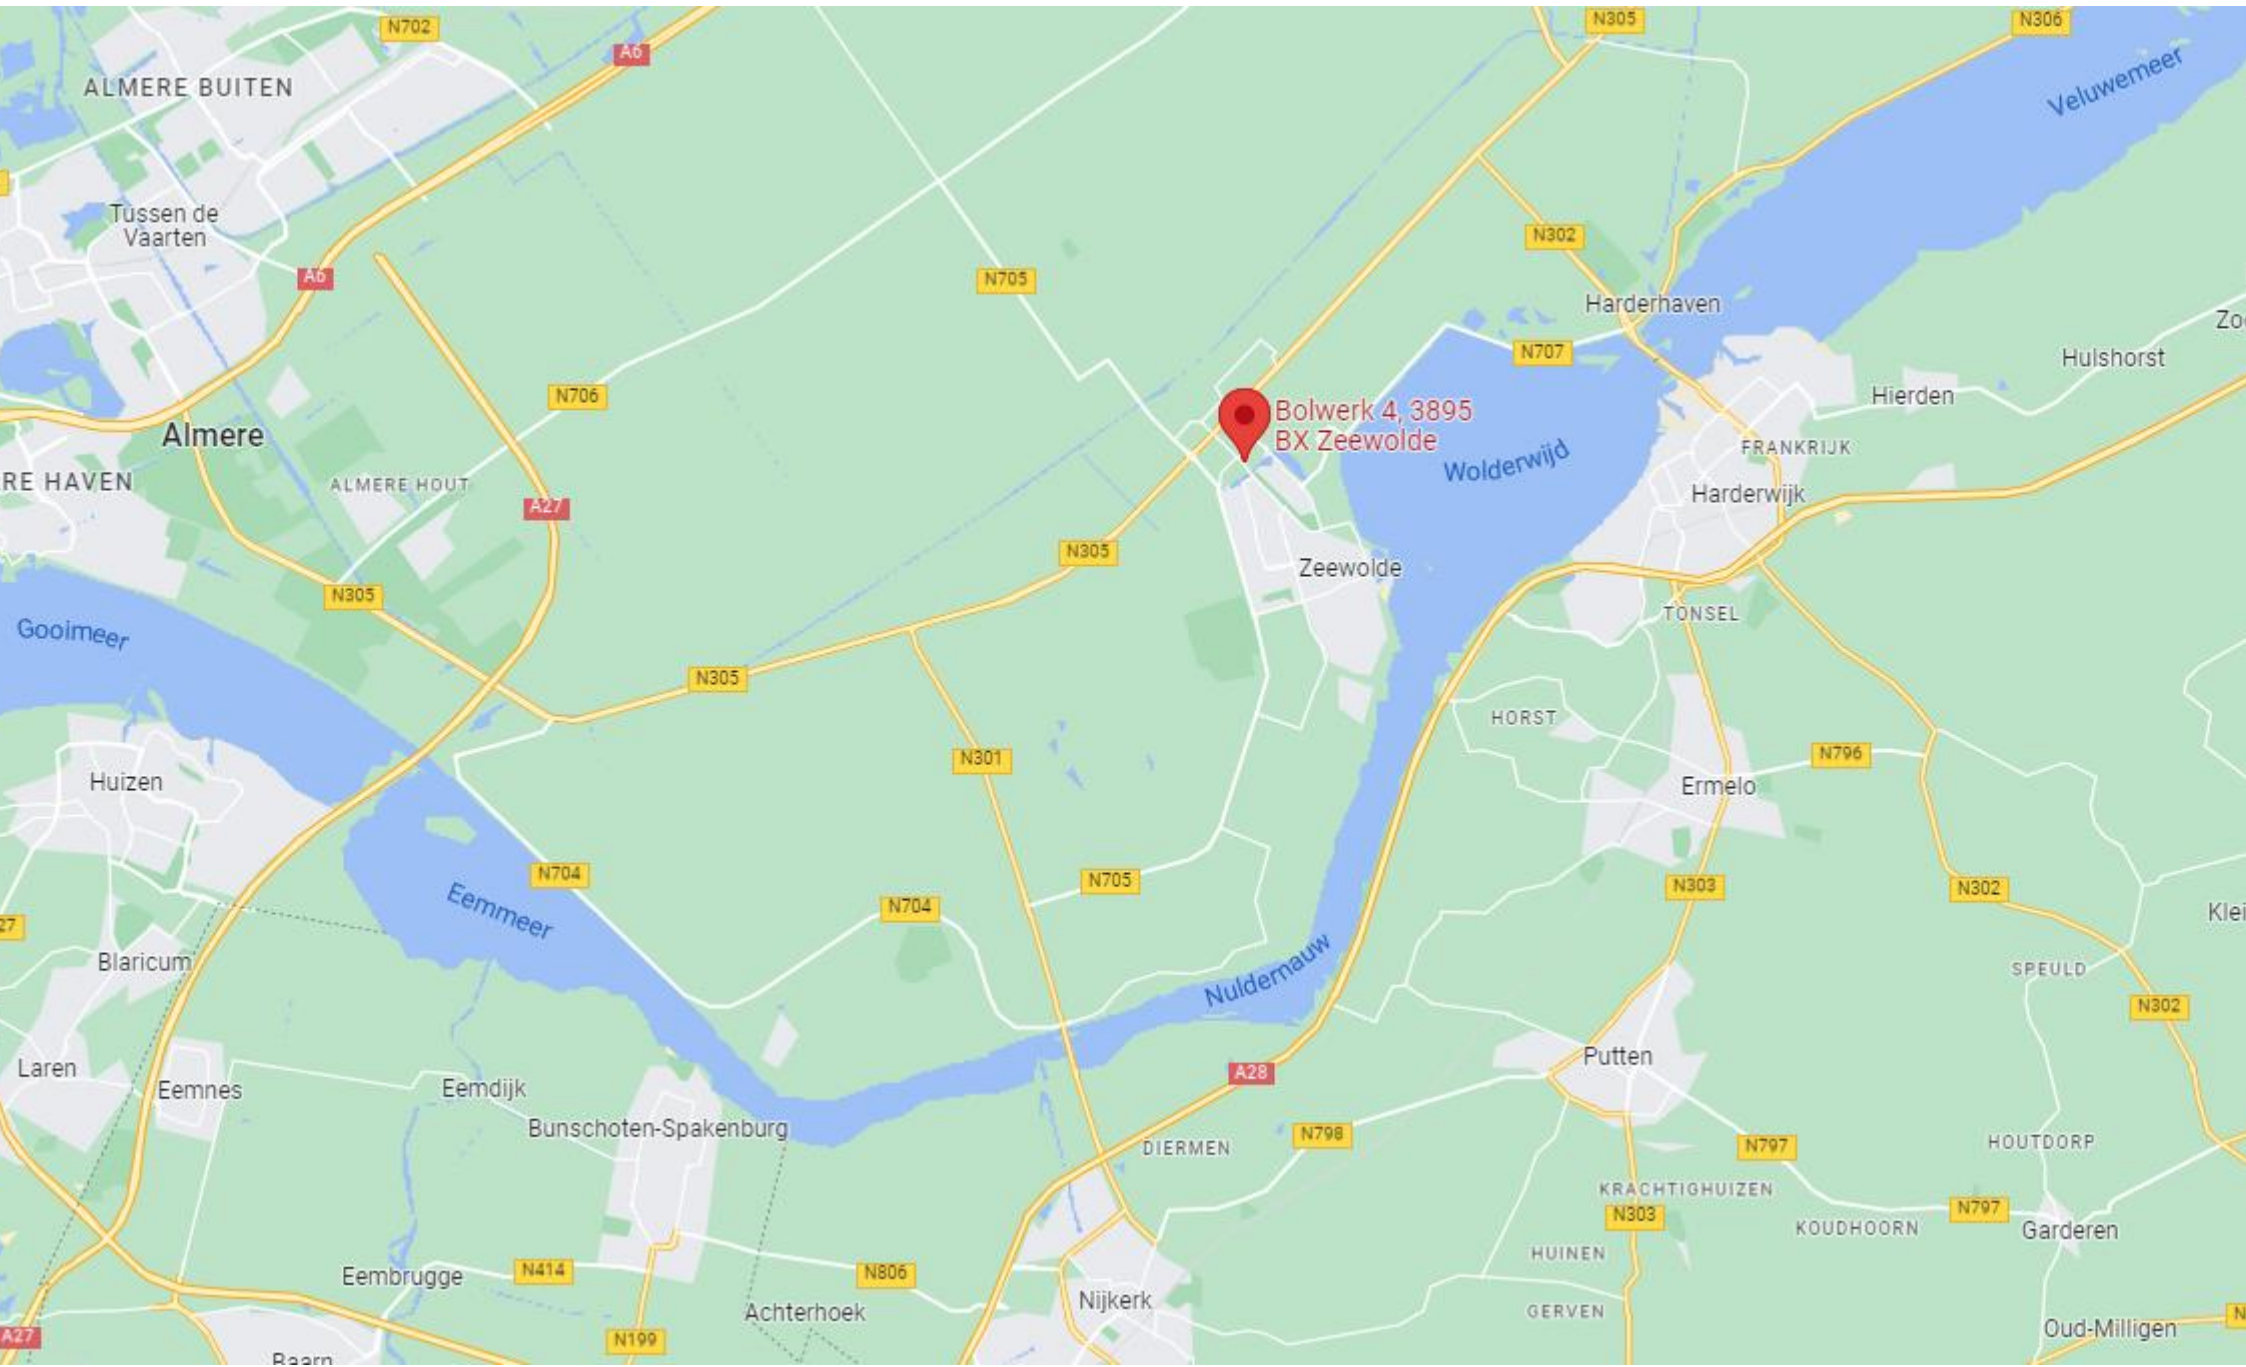 N702
N305
N306
A6
Veluwemeer
ALMERE BUITEN
Tussen de
Vaarten
N302
A6
N705
Harderhaven
Zo
N707
Hulshorst
N706
Hierden
Bolwerk 4, 3895
BX Zeewolde
Almere
FRANKRIJK
Wolderwijd
RE HAVEN
ALMERE HOUT
Harderwijk
A27
N305
Zeewolde
N305
TONSEL
Gooimeer
N305
HORST
N301
N796
Huizen
Ermelo
N704
N705
N303
N302
N704
Eemmeer
Klei
27
Blaricum
Nuldernauw
SPEULD
N302
Laren
Putten
A28
Eemnes
Eemdijk
Bunschoten-Spakenburg
N798
DIERMEN
N797
HOUTDORP
KRACHTIGHUIZEN
N797
N303
KOUDHOORN
Garderen
HUINEN
Eembrugge
N414
N806
Nijkerk
Achterhoek
GERVEN
N
A27
N199
Oud-Milligen
Baarn